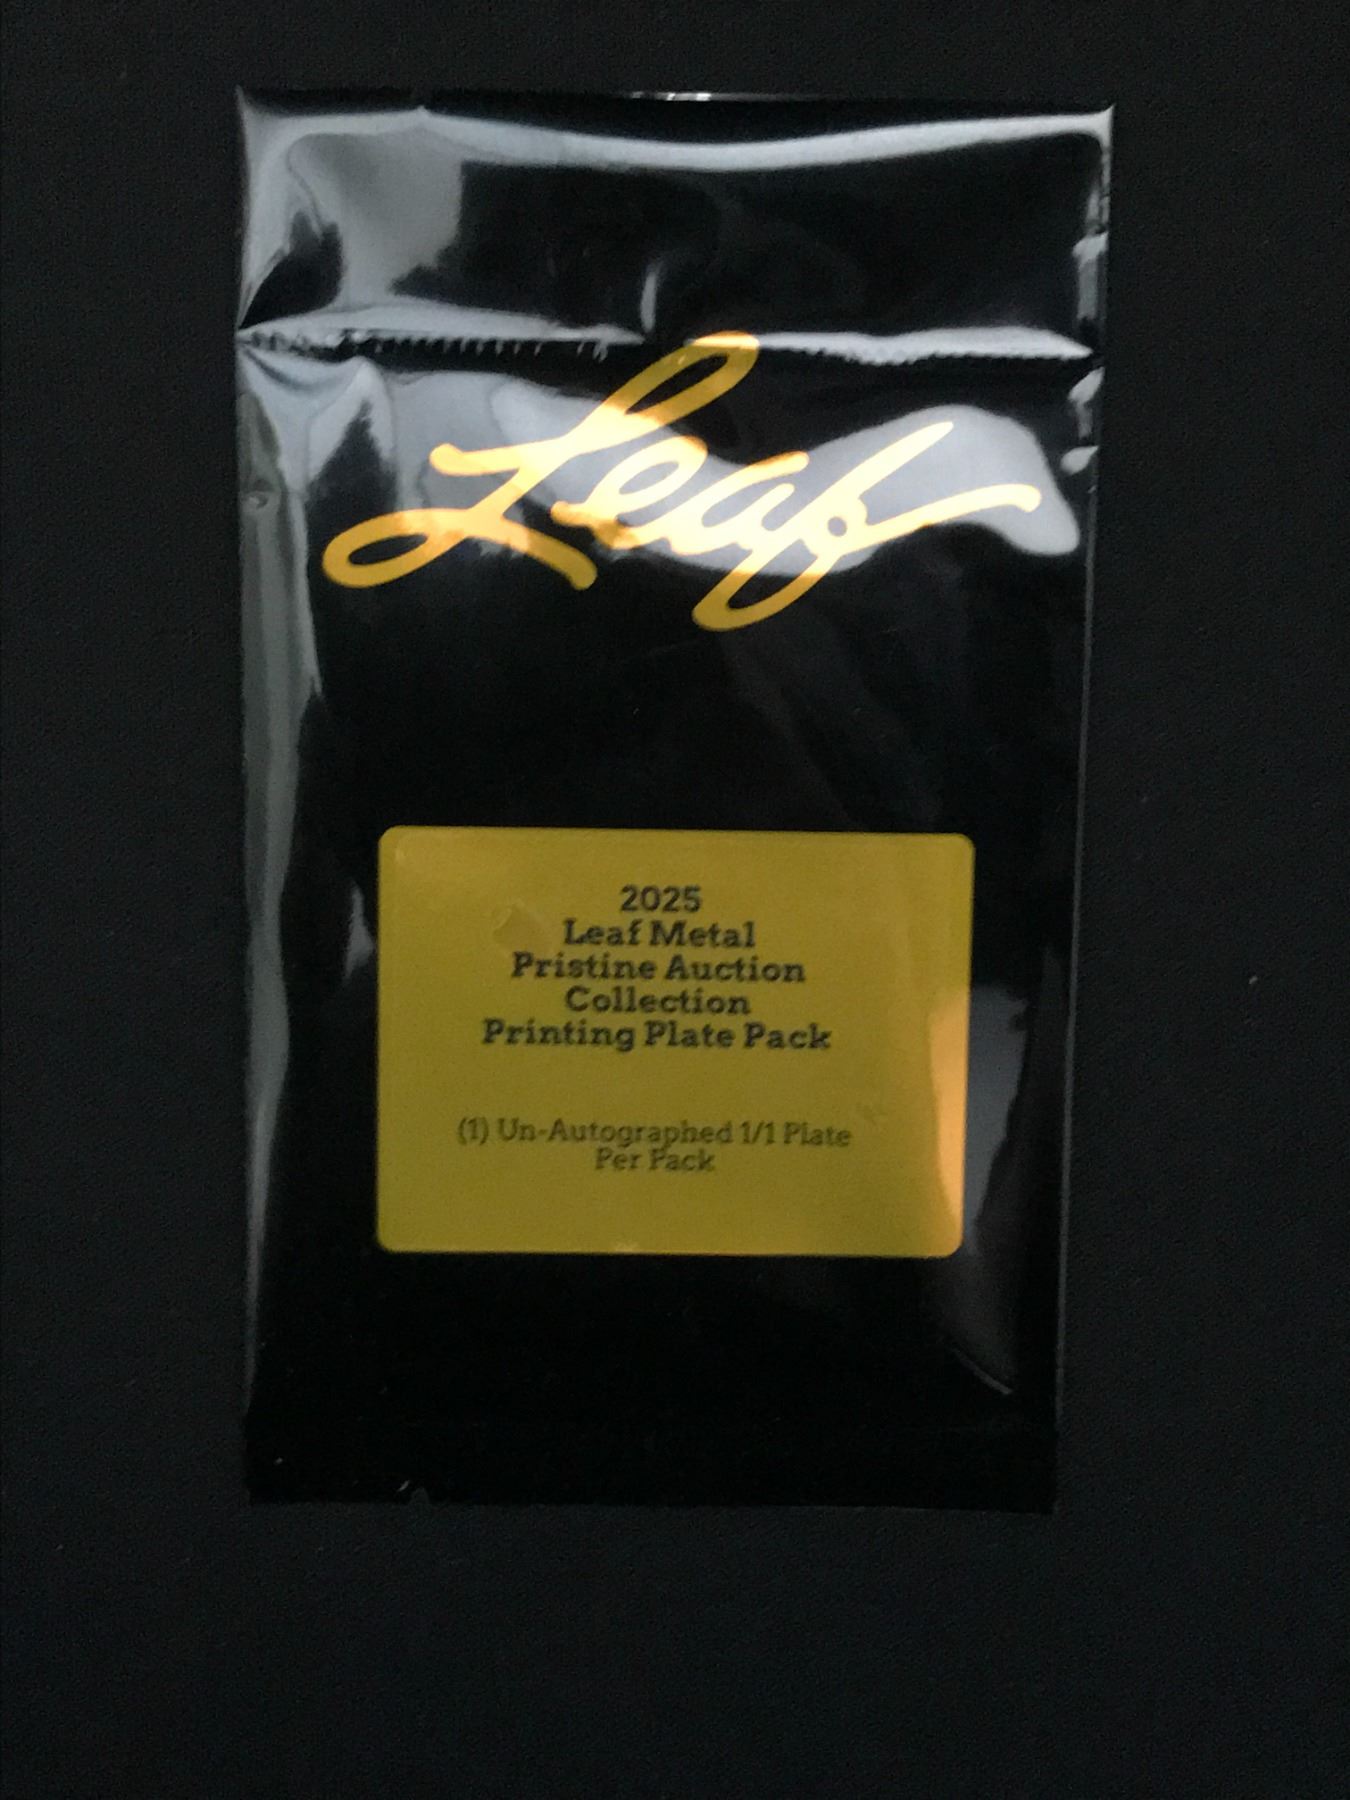 Leaf
2025
Leaf Metal
Pristine Auction
Collection
Printing Plate Pack
(1) Un-Autographed 1/1 Plate
Per Pack